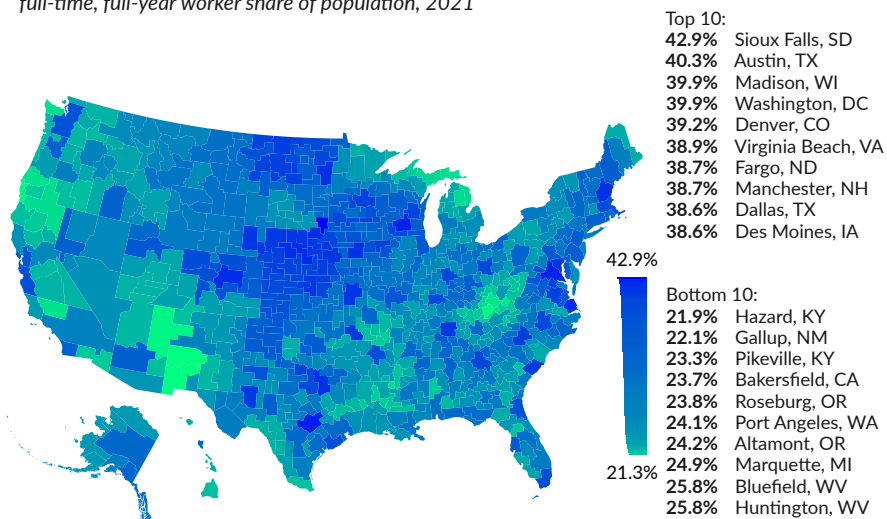 full-time, full-year worker share of population, 2021
Top 10:
42.9% Sioux Falls, SD
40.3% Austin, TX
39.9% Madison, WI
39.9% Washington, DC
39.2% Denver, CO
38.9% Virginia Beach, VA
38.7% Fargo, ND
38.7% Manchester, NH
38.6% Dallas, TX
38.6% Des Moines, IA
42.9%
21.3%
Bottom 10:
21.9% Hazard, KY
22.1% Gallup, NM
23.3% Pikeville, KY
23.7% Bakersfield, CA
23.8% Roseburg, OR
24.1% Port Angeles, WA
24.2% Altamont, OR
24.9% Marquette, MI
25.8% Bluefield, WV
25.8% Huntington, WV